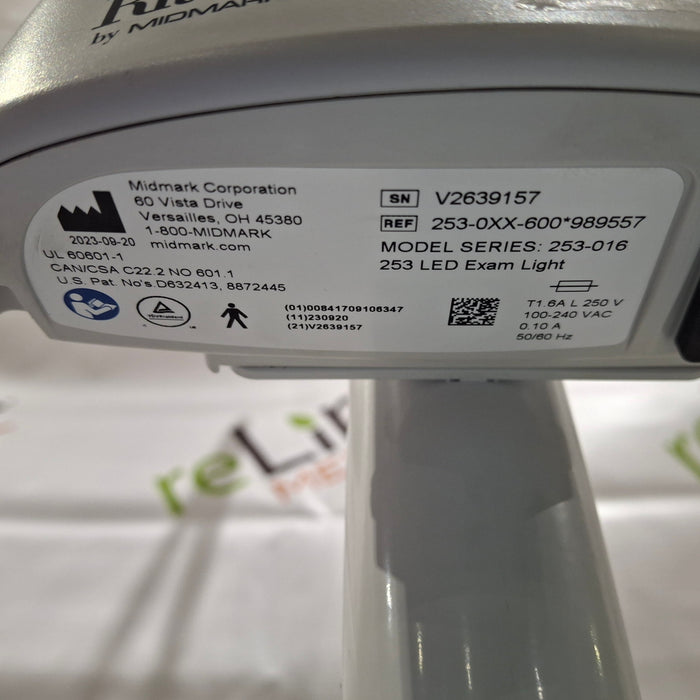 by MIDMARK
Midmark Corporation
60 Vista Drive
Versailles, OH 45380
1-800-MIDMARK
2023-09-20 midmark.com
UL 60601-1
CAN/CSA C22.2 NO 601.1
U.S. Pat. No's.D632413, 8872445
SN V2639157
REF 253-0XX-600*989557
MODEL SERIES: 253-016
253 LED Exam Light
(01)00841709106347
(11)230920
(21)V2639157
T1.6A L 250 V
100-240 VAC
0.10 A
50/60 Hz